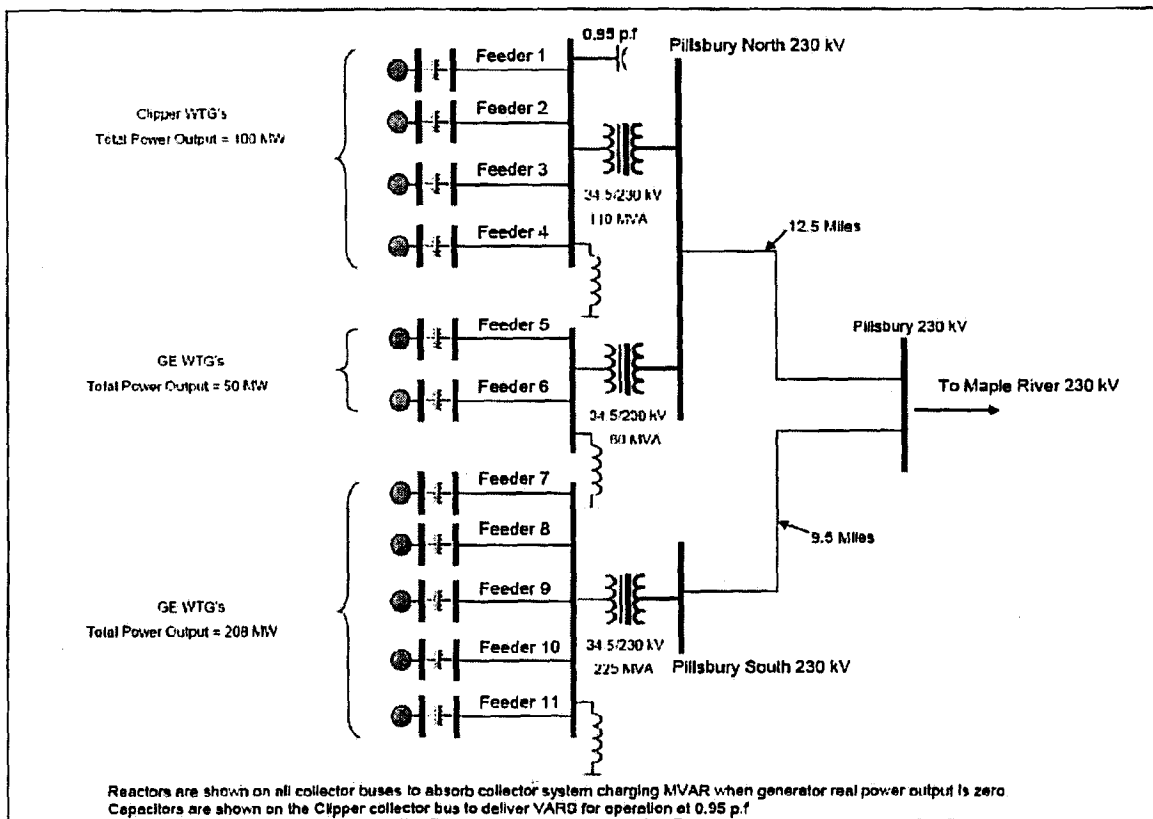 0.95 p.f
Pillsbury North 230 kV
Feeder 1
Clipper WTG's
Total Power Output = 100 MW
Feeder 2
Feeder 3
34.5/230 kV
110 MVA
Feeder 4
12.5 Miles
GE WTG's
Total Power Output = 50 MW
Feeder 5
Feeder 6
34.5/230 kV
60 MVA
Pillsbury 230 kV
To Maple River 230 kV
Feeder 7
Feeder 8
9.5 Miles
GE WTG's
Total Power Output = 208 MW
Feeder 9
Feeder 10
34.5/230 kV
225 MVA
Pillsbury South 230 kV
Feeder 11
Reactors are shown on all collector buses to absorb collector system charging MVAR when generator real power output is zero
Capacitors are shown on the Clipper collector bus to deliver VARS for operation at 0.95 p.f